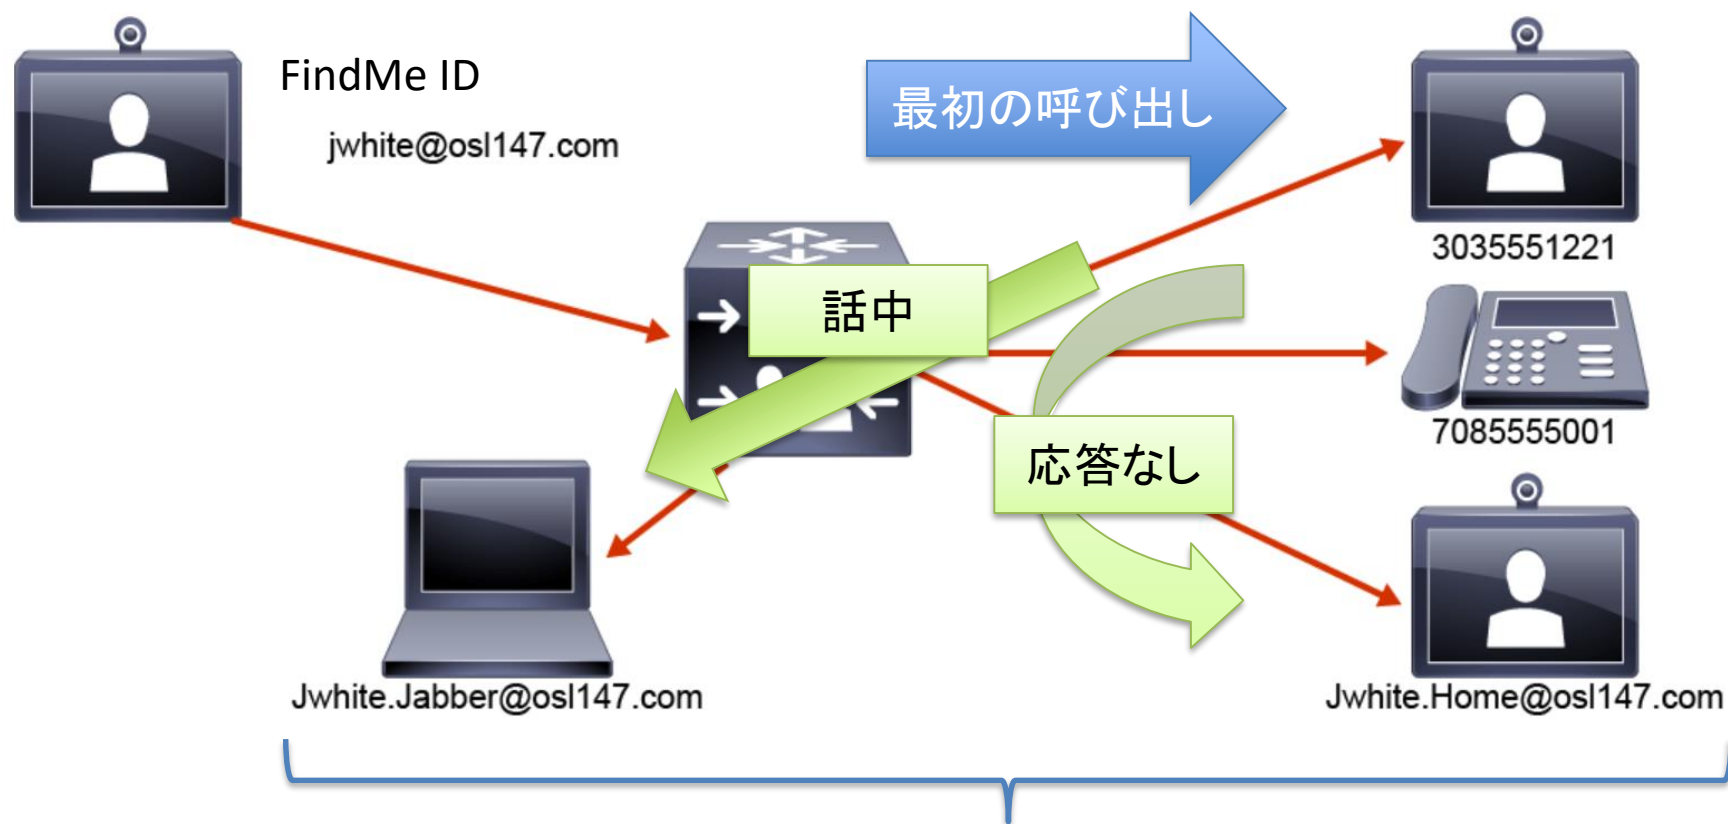 FindMe ID
jwhite@osl147.com
最初の呼び出し
3035551221
話中
7085555001
応答なし
Jwhite.Jabber@osl147.com
Jwhite.Home@osl147.com